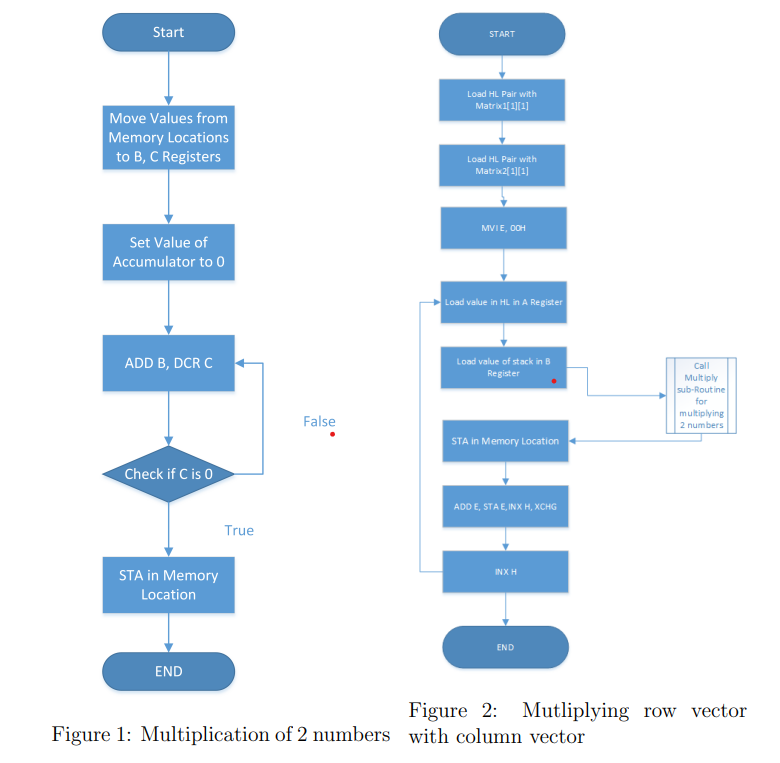 Start
Move Values from
Memory Locations
to B, C Registers
Set Value of
Accumulator to 0
ADD B, DCR C
False
Check if C is 0
True
STA in Memory
Location
END
Figure 1: Multiplication of 2 numbers
START
Load HL Pair with
Matrix1[1][1]
Load HL Pair with
Matrix2[1][1]
MVI E, 00H
Load value in HL in A Register
Load value of stack in B
Register
Call
Multiply
sub-Routine
for
multiplying
2 numbers
STA in Memory Location
ADD E, STA E, INX H, XCHG
INX H
END
Figure 2: Mutliplying row vector
with column vector